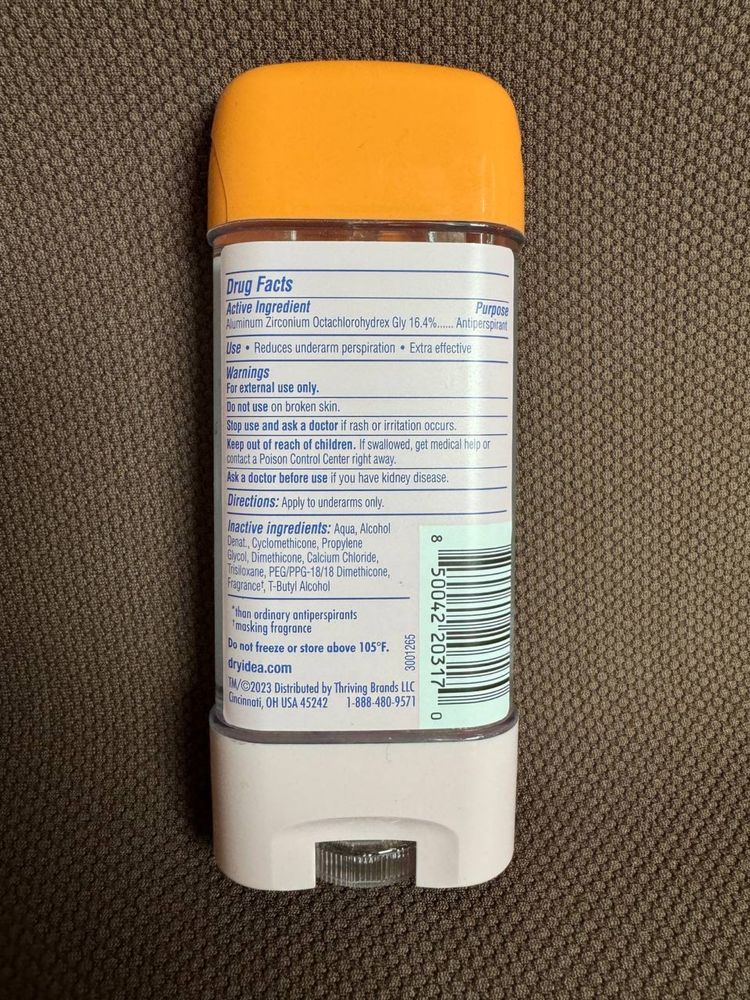 Drug Facts
Active Ingredient Purpose
Aluminum Zirconium Octachlorohydrex Gly 16.4%...... Antiperspirant
Use • Reduces underarm perspiration • Extra effective
Warnings
For external use only.
Do not use on broken skin.
Stop use and ask a doctor if rash or irritation occurs.
Keep out of reach of children. If swallowed, get medical help or
contact a Poison Control Center right away.
Ask a doctor before use if you have kidney disease.
Directions: Apply to underarms only.
Inactive ingredients: Aqua, Alcohol
Denat., Cyclomethicone, Propylene
Glycol, Dimethicone, Calcium Chloride,
Trisiloxane, PEG/PPG-18/18 Dimethicone,
Fragrance†, T-Butyl Alcohol
*than ordinary antiperspirants
†masking fragrance
Do not freeze or store above 105°F.
dryidea.com
TM/©2023 Distributed by Thriving Brands LLC
Cincinnati, OH USA 45242 1-888-480-9571
3001265
8 50042 20317 0